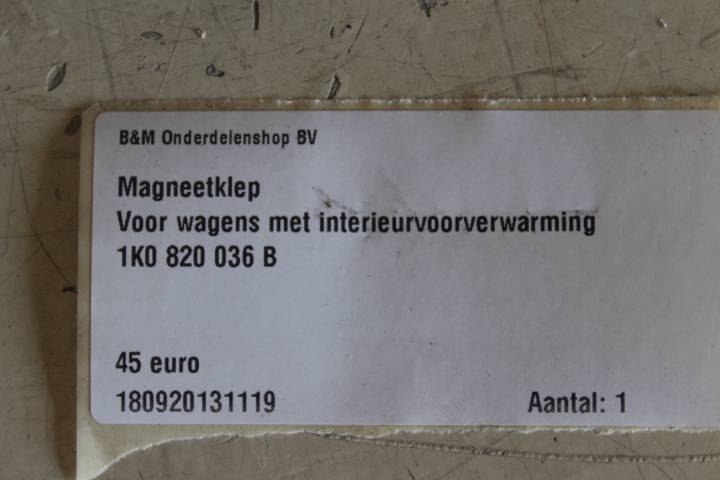 B&M Onderdelenshop BV
Magneetklep
Voor wagens met interieurvoorverwarming
1K0 820 036 B
45 euro
180920131119
Aantal: 1